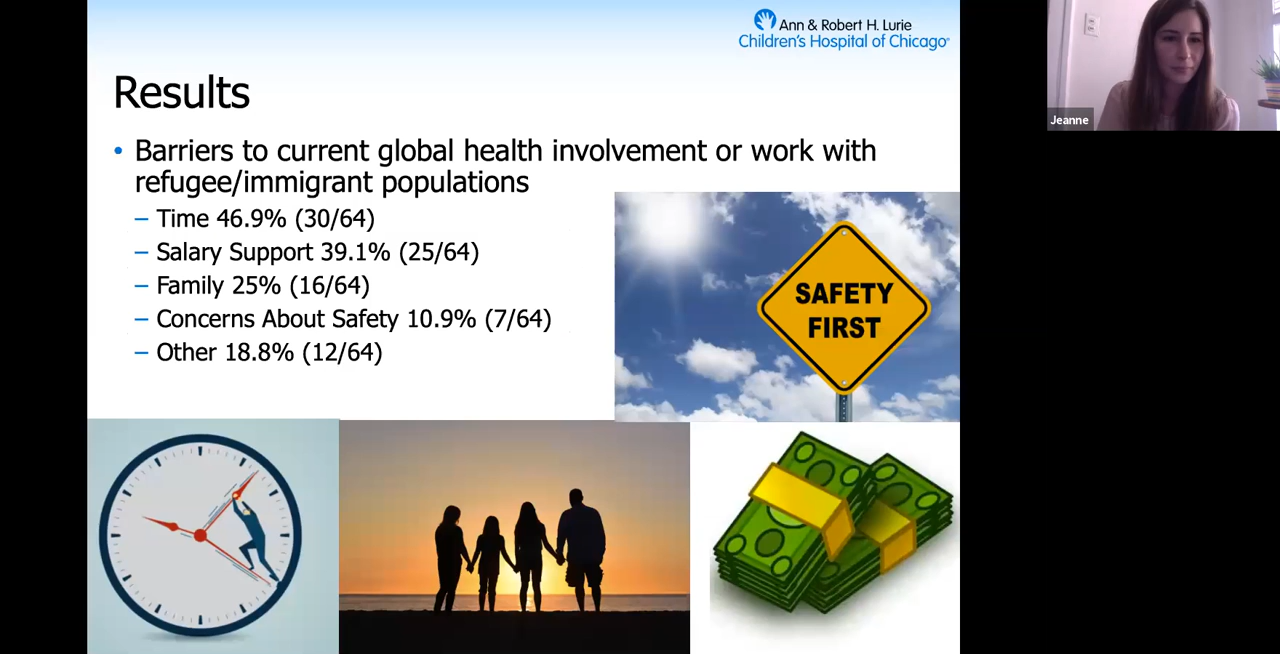 Ann & Robert H. Lurie
Children's Hospital of Chicago®
Jeanne
Results
• Barriers to current global health involvement or work with
refugee/immigrant populations
– Time 46.9% (30/64)
– Salary Support 39.1% (25/64)
– Family 25% (16/64)
– Concerns About Safety 10.9% (7/64)
– Other 18.8% (12/64)
SAFETY
FIRST